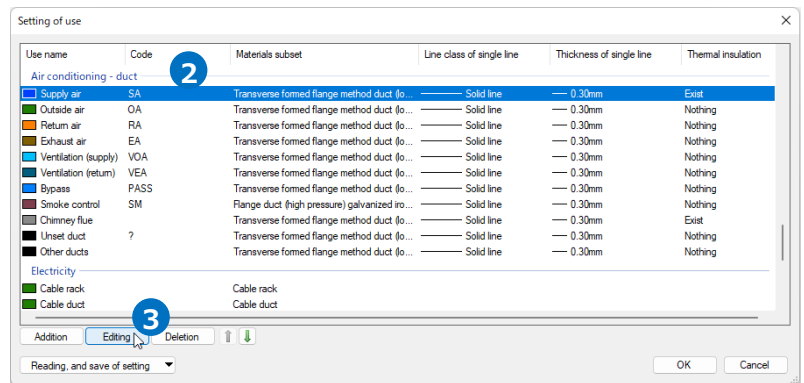 Setting of use
Use name Code Materials subset Line class of single line Thickness of single line Thermal insulation
2
Air conditioning - duct
Supply air SA Transverse formed flange method duct (lo... Solid line 0.30mm Exist
Outside air OA Transverse formed flange method duct (lo... Solid line 0.30mm Nothing
Return air RA Transverse formed flange method duct (lo... Solid line 0.30mm Nothing
Exhaust air EA Transverse formed flange method duct (lo... Solid line 0.30mm Nothing
Ventilation (supply) VOA Transverse formed flange method duct (lo... Solid line 0.30mm Nothing
Ventilation (return) VEA Transverse formed flange method duct (lo... Solid line 0.30mm Nothing
Bypass PASS Transverse formed flange method duct (lo... Solid line 0.30mm Nothing
Smoke control SM Flange duct (high pressure) galvanized iro... Solid line 0.30mm Nothing
Chimney flue Transverse formed flange method duct (lo... Solid line 0.30mm Exist
Unset duct ? Transverse formed flange method duct (lo... Solid line 0.30mm Nothing
Other ducts Transverse formed flange method duct (lo... Solid line 0.30mm Nothing
Electricity
Cable rack Cable rack
Cable duct Cable duct
3
Addition Editing Deletion
Reading, and save of setting OK Cancel